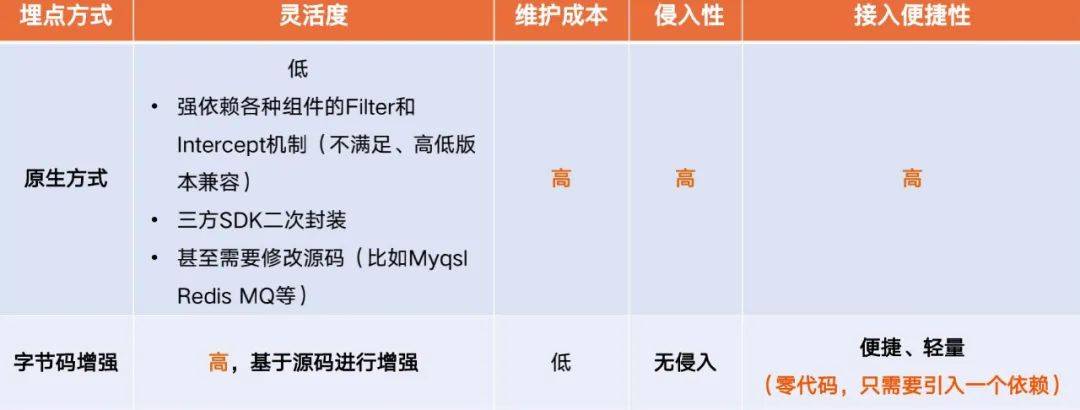 埋点方式 灵活度 维护成本 侵入性 接入便捷性
低
• 强依赖各种组件的Filter和
Intercept机制（不满足、高低版
本兼容）
原生方式 高 高 高
• 三方SDK二次封装
• 甚至需要修改源码（比如Myqsl
Redis MQ等）
字节码增强 高，基于源码进行增强 低 无侵入 便捷、轻量
（零代码，只需要引入一个依赖）